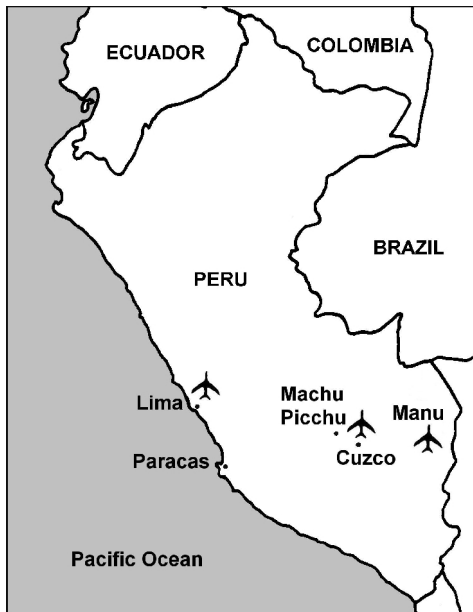 ECUADOR
COLOMBIA
BRAZIL
PERU
Lima
Machu
Picchu
Manu
Cuzco
Paracas
Pacific Ocean